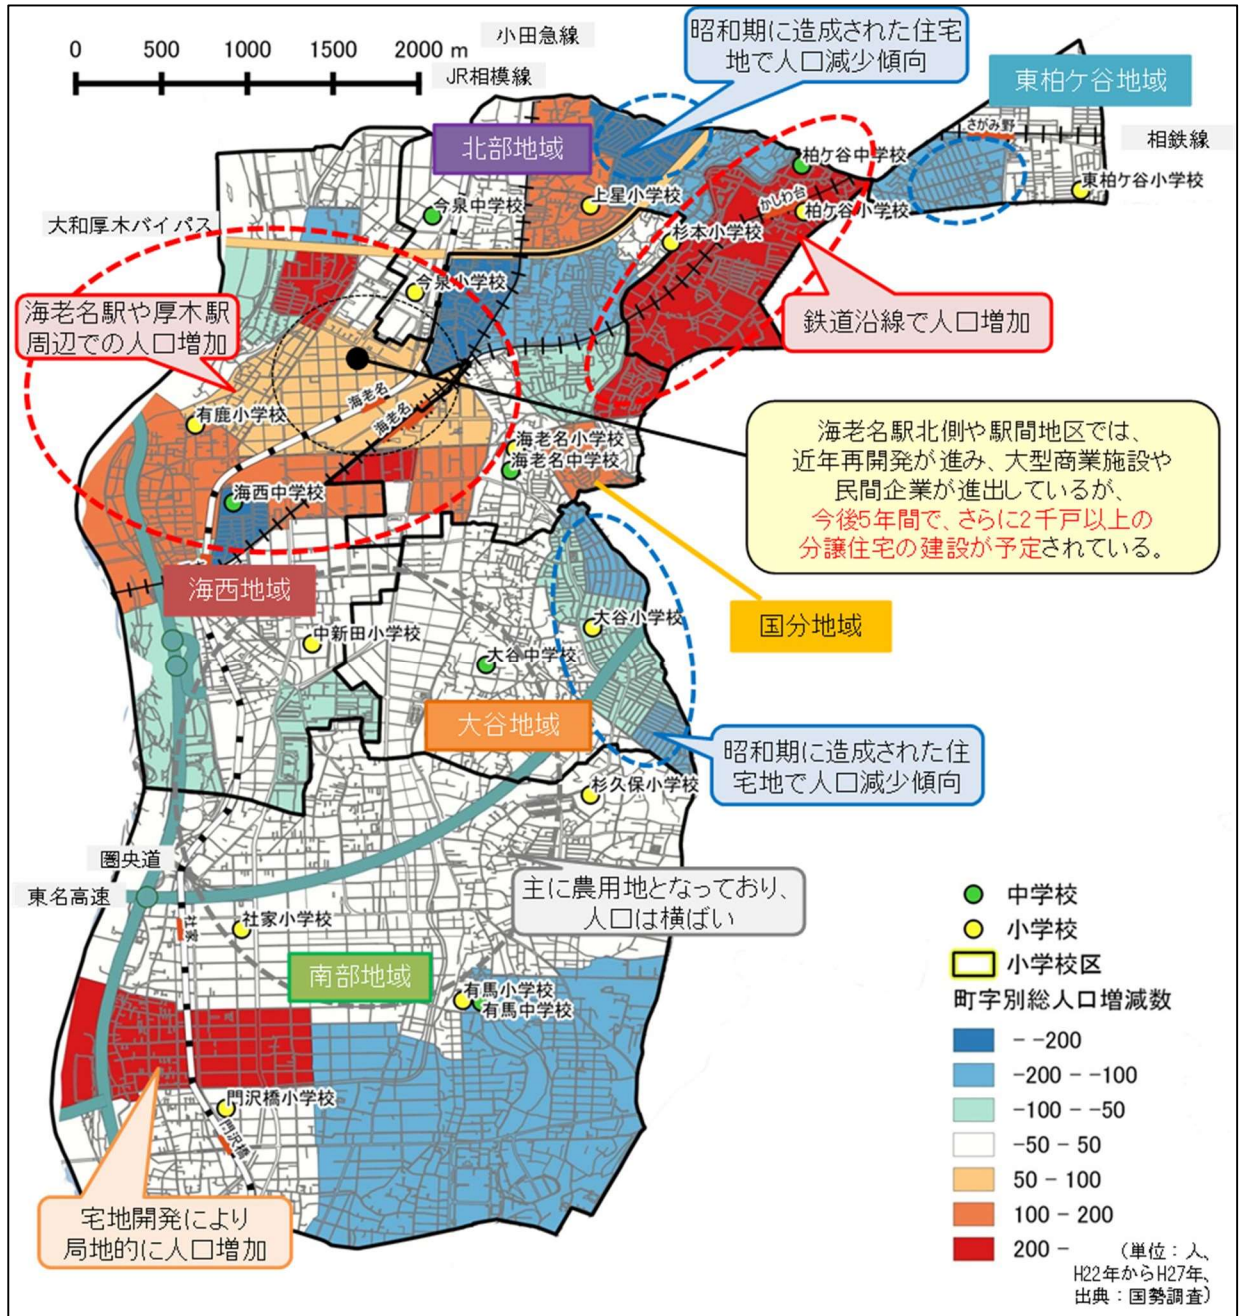 0 500 1000 1500 2000 m
小田急線
JR相模線
昭和期に造成された住宅
地で人口減少傾向
東柏ケ谷地域
相鉄線
さがみ野
東柏ケ谷小学校
北部地域
柏ケ谷中学校
かしわ台
柏ケ谷小学校
上星小学校
今泉中学校
杉本小学校
大和厚木バイパス
今泉小学校
海老名駅や厚木駅
周辺での人口増加
鉄道沿線で人口増加
海老名
海老名
有鹿小学校
海老名小学校
海老名中学校
海西中学校
海老名駅北側や駅間地区では、
近年再開発が進み、大型商業施設や
民間企業が進出しているが、
今後5年間で、さらに2千戸以上の
分譲住宅の建設が予定されている。
海西地域
国分地域
大谷小学校
中新田小学校
大谷中学校
大谷地域
昭和期に造成された住
宅地で人口減少傾向
杉久保小学校
圏央道
東名高速
主に農用地となっており、
人口は横ばい
社家
社家小学校
南部地域
有馬小学校
有馬中学校
門沢橋小学校
門沢橋
宅地開発により
局地的に人口増加
中学校
小学校
小学校区
町字別総人口増減数
- -200
-200 - -100
-100 - -50
-50 - 50
50 - 100
100 - 200
200 -
(単位：人、
H22年からH27年、
出典：国勢調査)